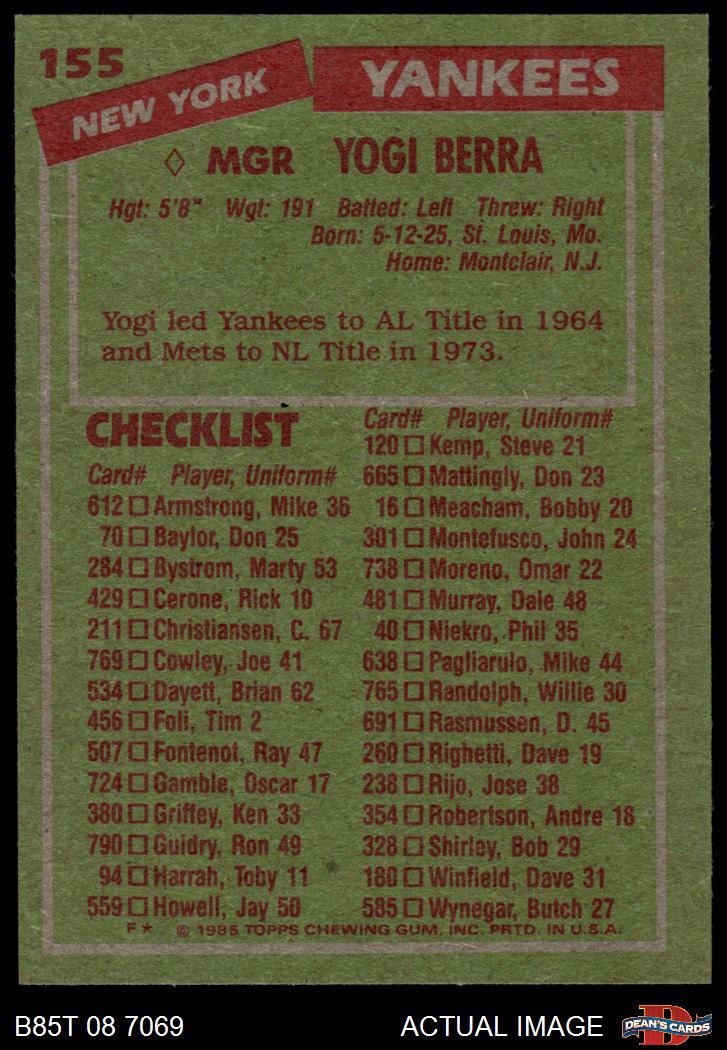 155
NEW YORK YANKEES
MGR YOGI BERRA
Hgt: 5'8" Wgt: 191 Batted: Left Threw: Right
Born: 5-12-25, St. Louis, Mo.
Home: Montclair, N.J.
Yogi led Yankees to AL Title in 1964
and Mets to NL Title in 1973.
CHECKLIST
Card# Player, Uniform#
612 Armstrong, Mike 36
70 Baylor, Don 25
284 Bystrom, Marty 53
429 Cerone, Rick 10
211 Christiansen, C. 67
769 Cowley, Joe 41
534 Dayett, Brian 62
456 Foli, Tim 2
507 Fontenot, Ray 47
724 Gamble, Oscar 17
380 Griffey, Ken 33
790 Guidry, Ron 49
94 Harrah, Toby 11
559 Howell, Jay 50
Card# Player, Uniform#
120 Kemp, Steve 21
665 Mattingly, Don 23
16 Meacham, Bobby 20
301 Montefusco, John 24
738 Moreno, Omar 22
481 Murray, Dale 48
40 Niekro, Phil 35
638 Pagliarulo, Mike 44
765 Randolph, Willie 30
691 Rasmussen, D. 45
260 Righetti, Dave 19
238 Rijo, Jose 38
354 Robertson, Andre 18
328 Shirley, Bob 29
180 Winfield, Dave 31
585 Wynegar, Butch 27
F* © 1985 TOPPS CHEWING GUM, INC. PRTD. IN U.S.A.
B85T 08 7069
ACTUAL IMAGE
D
DEAN'S CARDS